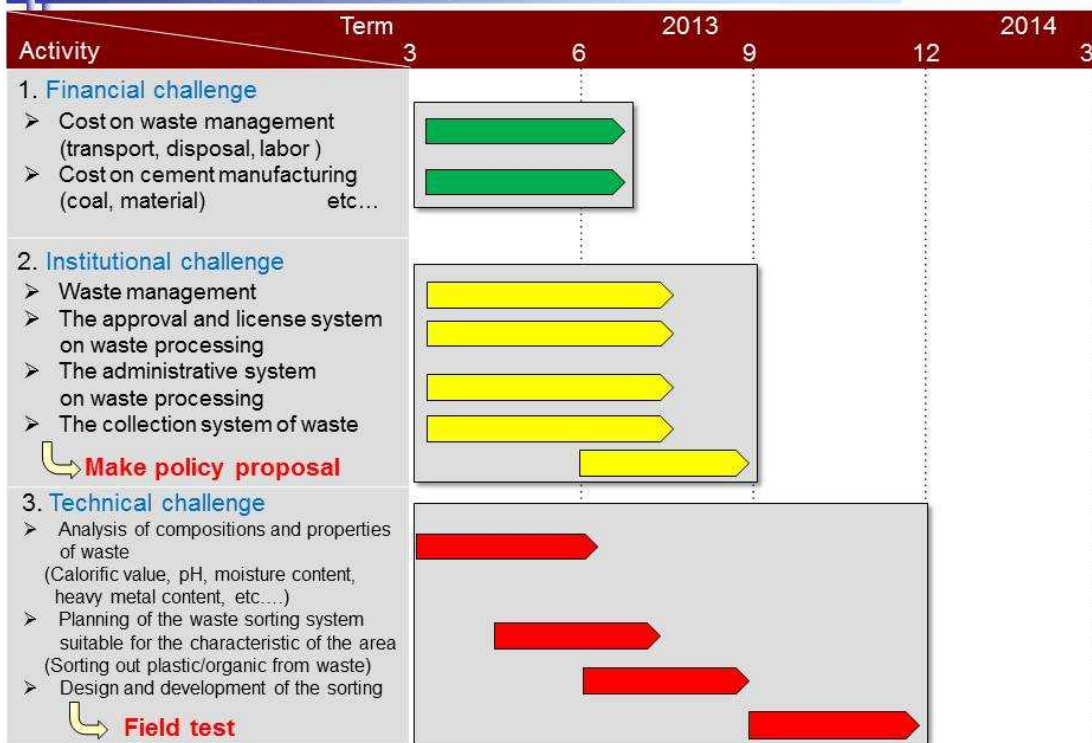 Term 2013 2014
Activity 3 6 9 12 3
1. Financial challenge
➢ Cost on waste management
(transport, disposal, labor )
➢ Cost on cement manufacturing
(coal, material) etc…
2. Institutional challenge
➢ Waste management
➢ The approval and license system
on waste processing
➢ The administrative system
on waste processing
➢ The collection system of waste
Make policy proposal
3. Technical challenge
➢ Analysis of compositions and properties
of waste
(Calorific value, pH, moisture content,
heavy metal content, etc.…)
➢ Planning of the waste sorting system
suitable for the characteristic of the area
(Sorting out plastic/organic from waste)
➢ Design and development of the sorting
Field test